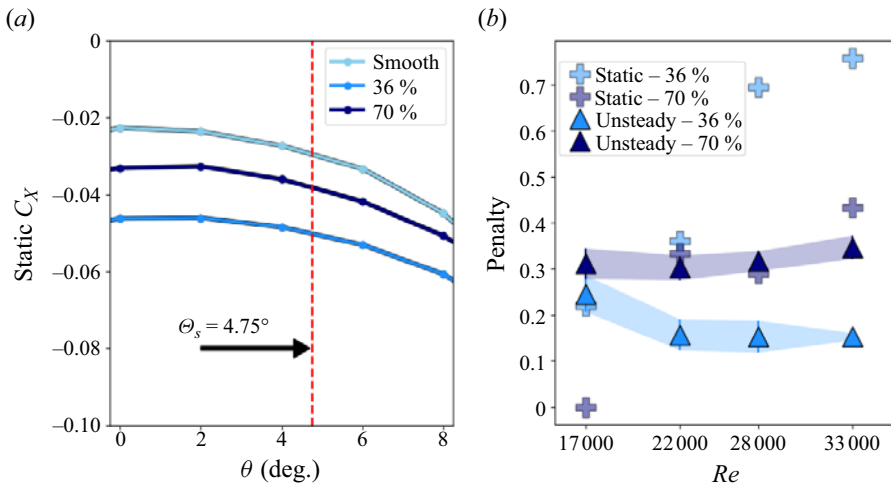 (a)
0
–0.02
–0.04
–0.06
–0.08
–0.10
Static C_X
Smooth
36 %
70 %
Θ_s = 4.75°
0 2 4 6 8
θ (deg.)
(b)
0.7
0.6
0.5
0.4
0.3
0.2
0.1
0
Penalty
Static – 36 %
Static – 70 %
Unsteady – 36 %
Unsteady – 70 %
17 000 22 000 28 000 33 000
Re